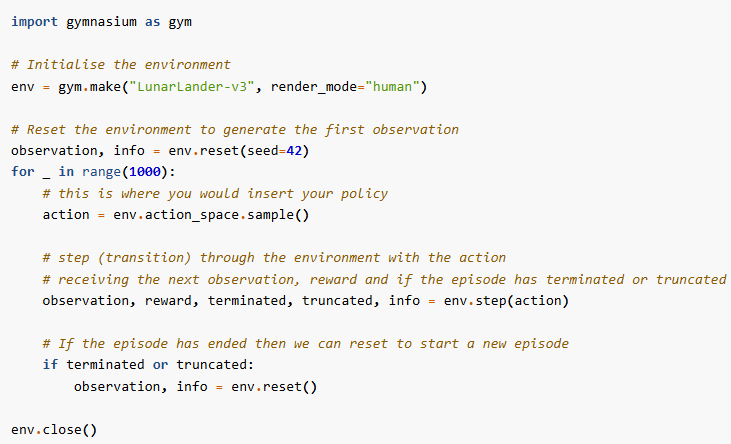 import gymnasium as gym
# Initialise the environment
env = gym.make("LunarLander-v3", render_mode="human")
# Reset the environment to generate the first observation
observation, info = env.reset(seed=42)
for _ in range(1000):
    # this is where you would insert your policy
    action = env.action_space.sample()
    # step (transition) through the environment with the action
    # receiving the next observation, reward and if the episode has terminated or truncated
    observation, reward, terminated, truncated, info = env.step(action)
    # If the episode has ended then we can reset to start a new episode
    if terminated or truncated:
        observation, info = env.reset()
env.close()